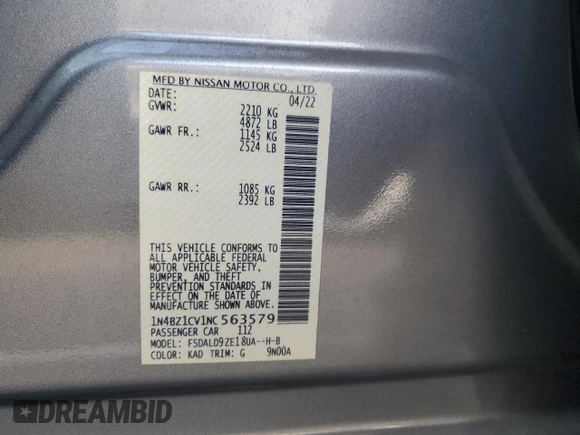 MFD BY NISSAN MOTOR CO., LTD.
DATE: 04/22
GVWR: 2210 KG
4872 LB
GAWR FR.: 1145 KG
2524 LB
GAWR RR.: 1085 KG
2392 LB
THIS VEHICLE CONFORMS TO
ALL APPLICABLE FEDERAL
MOTOR VEHICLE SAFETY,
BUMPER, AND THEFT
PREVENTION STANDARDS IN
EFFECT ON THE DATE OF
MANUFACTURE SHOWN ABOVE.
1N4BZ1CV1NC563579
PASSENGER CAR 112
MODEL: FSDALD9ZE18UA--H-B
COLOR: KAD TRIM: G 9N00A
DREAMBID